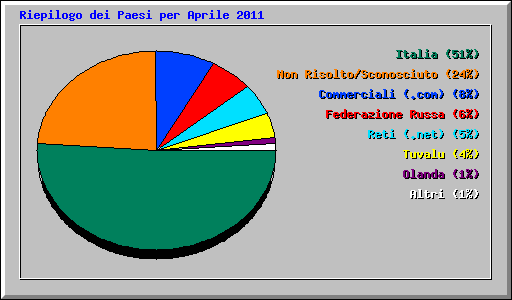 Riepilogo dei Paesi per Aprile 2011
Italia (51%)
Non Risolto/Sconosciuto (24%)
Commerciali (.com) (8%)
Federazione Russa (6%)
Reti (.net) (5%)
Tuvalu (4%)
Olanda (1%)
Altri (1%)